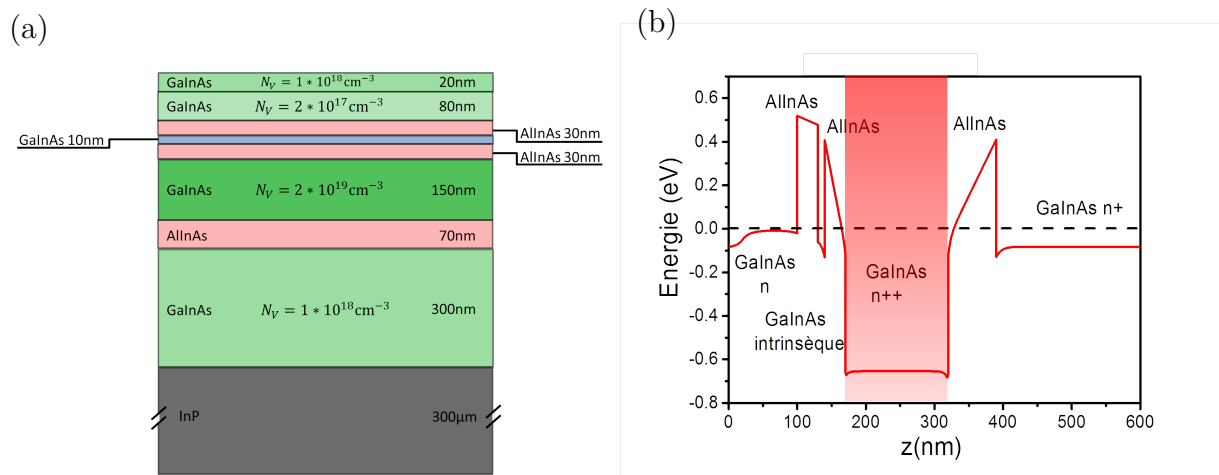 (a)
(b)
GaInAs N_V = 1 * 10^18 cm^−3 20nm
GaInAs N_V = 2 * 10^17 cm^−3 80nm
GaInAs 10nm
AlInAs 30nm
AlInAs 30nm
GaInAs N_V = 2 * 10^19 cm^−3 150nm
AlInAs 70nm
GaInAs N_V = 1 * 10^18 cm^−3 300nm
InP 300µm
Energie (eV)
0.6
0.4
0.2
0.0
-0.2
-0.4
-0.6
-0.8
AlInAs
AlInAs
AlInAs
GaInAs n+
GaInAs
n
GaInAs
n++
GaInAs
intrinsèque
0 100 200 300 400 500 600
z(nm)